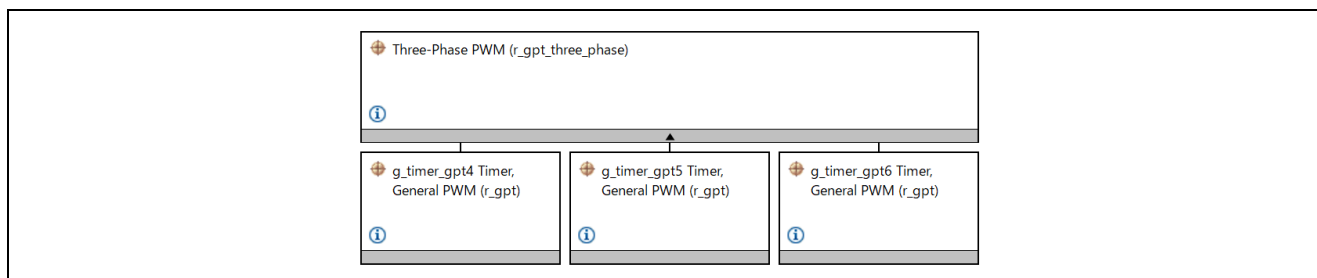 Three-Phase PWM (r_gpt_three_phase)
g_timer_gpt4 Timer,
General PWM (r_gpt)
g_timer_gpt5 Timer,
General PWM (r_gpt)
g_timer_gpt6 Timer,
General PWM (r_gpt)